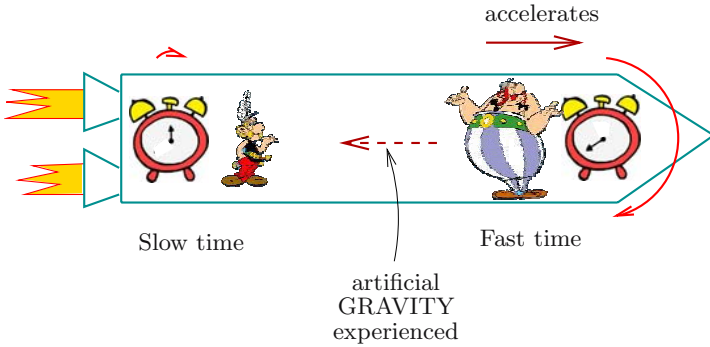 accelerates
Slow time
Fast time
artificial
GRAVITY
experienced